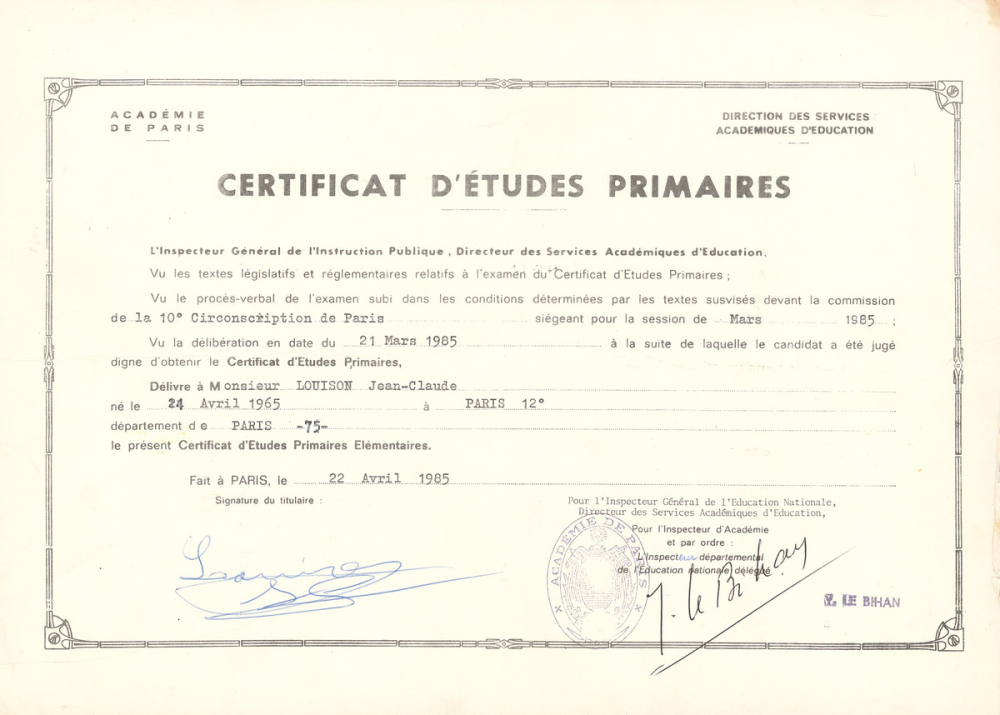 ACADÉMIE
DE PARIS
DIRECTION DES SERVICES
ACADEMIQUES D'EDUCATION
CERTIFICAT D'ÉTUDES PRIMAIRES
L'Inspecteur Général de l'Instruction Publique, Directeur des Services Académiques d'Education,
Vu les textes législatifs et réglementaires relatifs à l'examen du Certificat d'Etudes Primaires ;
Vu le procès-verbal de l'examen subi dans les conditions déterminées par les textes susvisés devant la commission
de la 10° Circonscription de Paris siégeant pour la session de Mars 1985 ;
Vu la délibération en date du 21 Mars 1985 à la suite de laquelle le candidat a été jugé
digne d'obtenir le Certificat d'Etudes Primaires,
Délivre à Monsieur LOUISON Jean-Claude
né le 24 Avril 1965 à PARIS 12°
département de PARIS -75-
le présent Certificat d'Etudes Primaires Elémentaires.
Fait à PARIS, le 22 Avril 1985
Signature du titulaire :
Pour l'Inspecteur Général de l'Education Nationale,
Directeur des Services Académiques d'Education,
Pour l'Inspecteur d'Académie
et par ordre :
L'Inspecteur départemental
de l'Education nationale délégué
ACADÉMIE DE PARIS
Y. le Bihan
Y. LE BIHAN